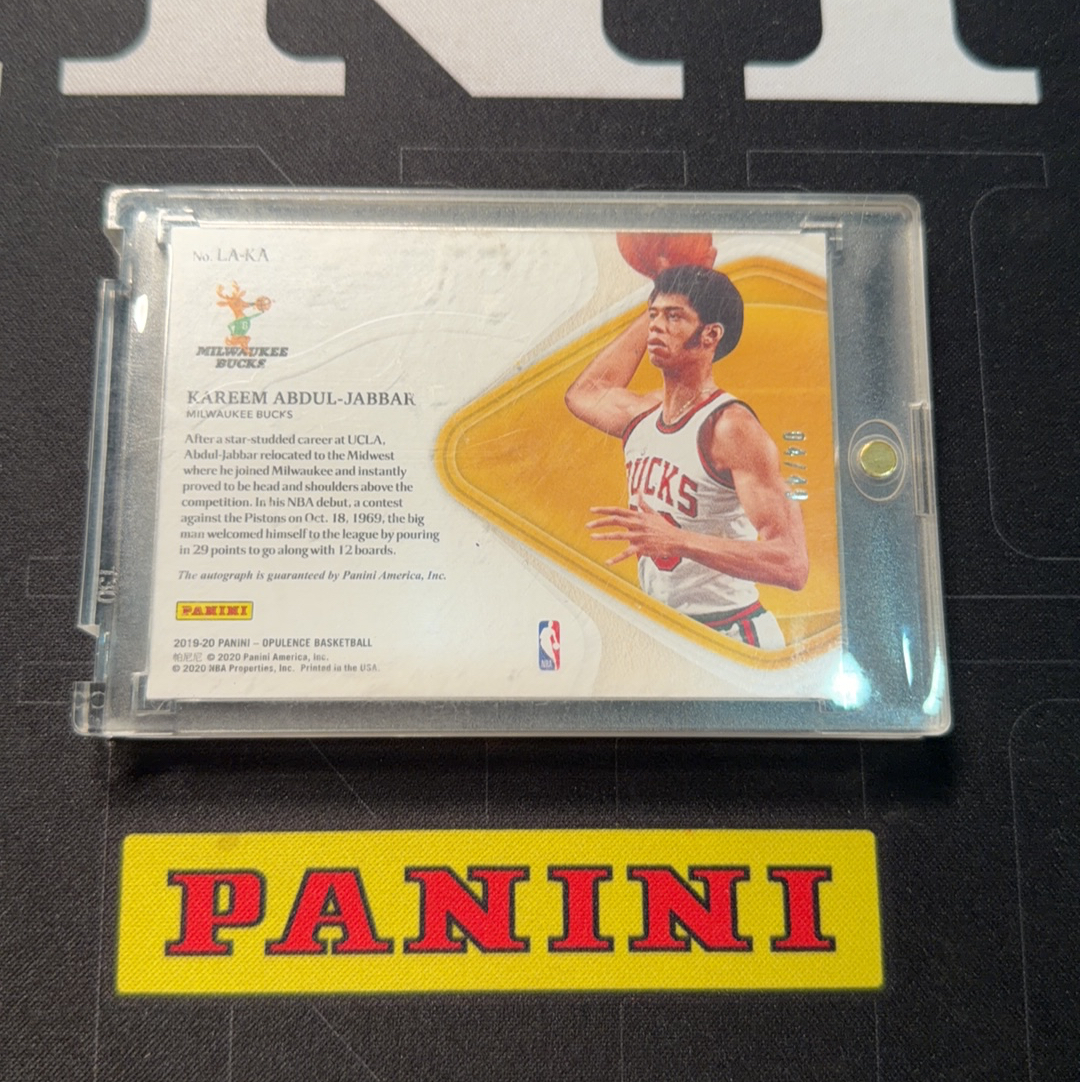 No. LA-KA
MILWAUKEE
BUCKS
KAREEM ABDUL-JABBAR
MILWAUKEE BUCKS
After a star-studded career at UCLA,
Abdul-Jabbar relocated to the Midwest
where he joined Milwaukee and instantly
proved to be head and shoulders above the
competition. In his NBA debut, a contest
against the Pistons on Oct. 18, 1969, the big
man welcomed himself to the league by pouring
in 29 points to go along with 12 boards.
The autograph is guaranteed by Panini America, Inc.
PANINI
2019-20 PANINI – OPULENCE BASKETBALL
帕尼尼 © 2020 Panini America, Inc.
© 2020 NBA Properties, Inc. Printed in the USA.
BUCKS
NBA
PANINI